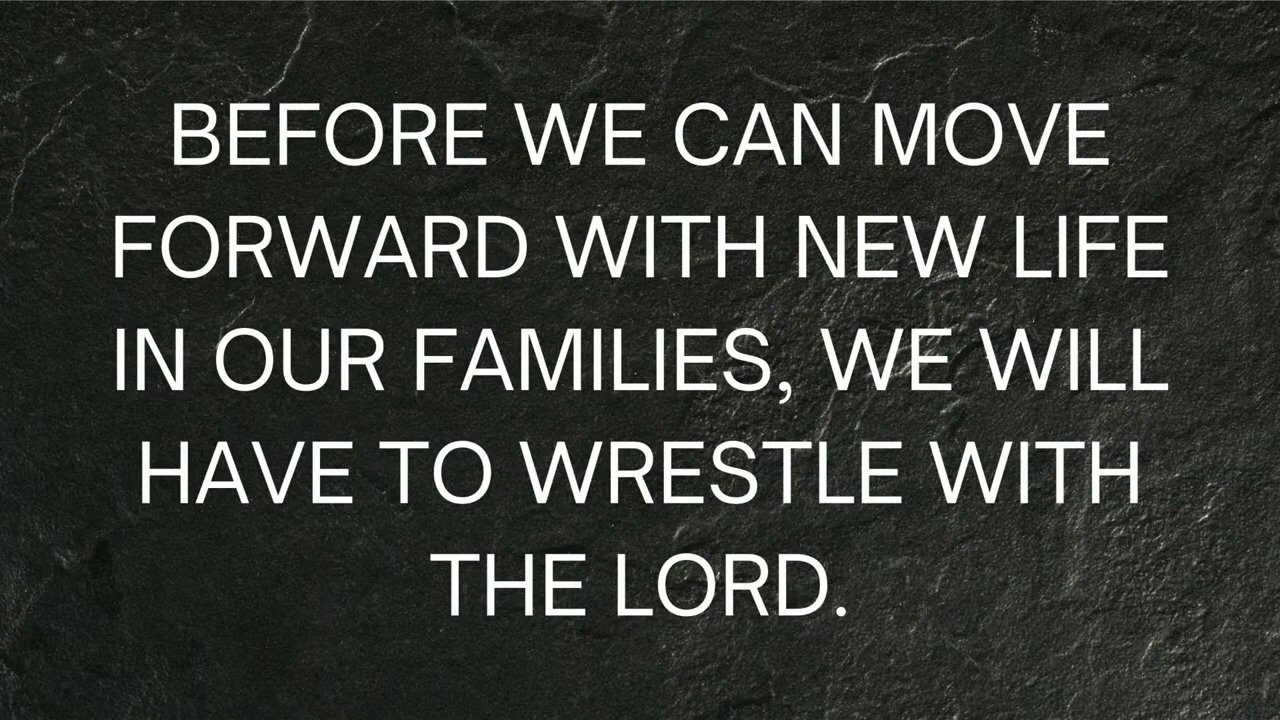 BEFORE WE CAN MOVE
FORWARD WITH NEW LIFE
IN OUR FAMILIES, WE WILL
HAVE TO WRESTLE WITH
THE LORD.